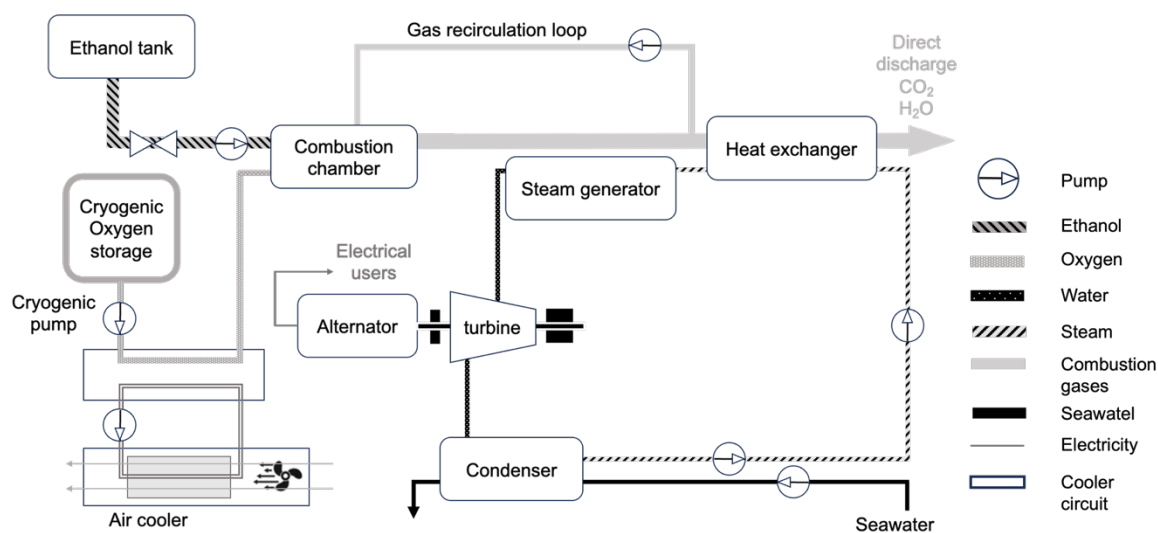 Ethanol tank
Gas recirculation loop
Direct
discharge
CO₂
H₂O
Combustion
chamber
Heat exchanger
Steam generator
Cryogenic
Oxygen
storage
Cryogenic
pump
Electrical
users
Alternator
turbine
Condenser
Air cooler
Seawater
Pump
Ethanol
Oxygen
Water
Steam
Combustion
gases
Seawatel
Electricity
Cooler
circuit